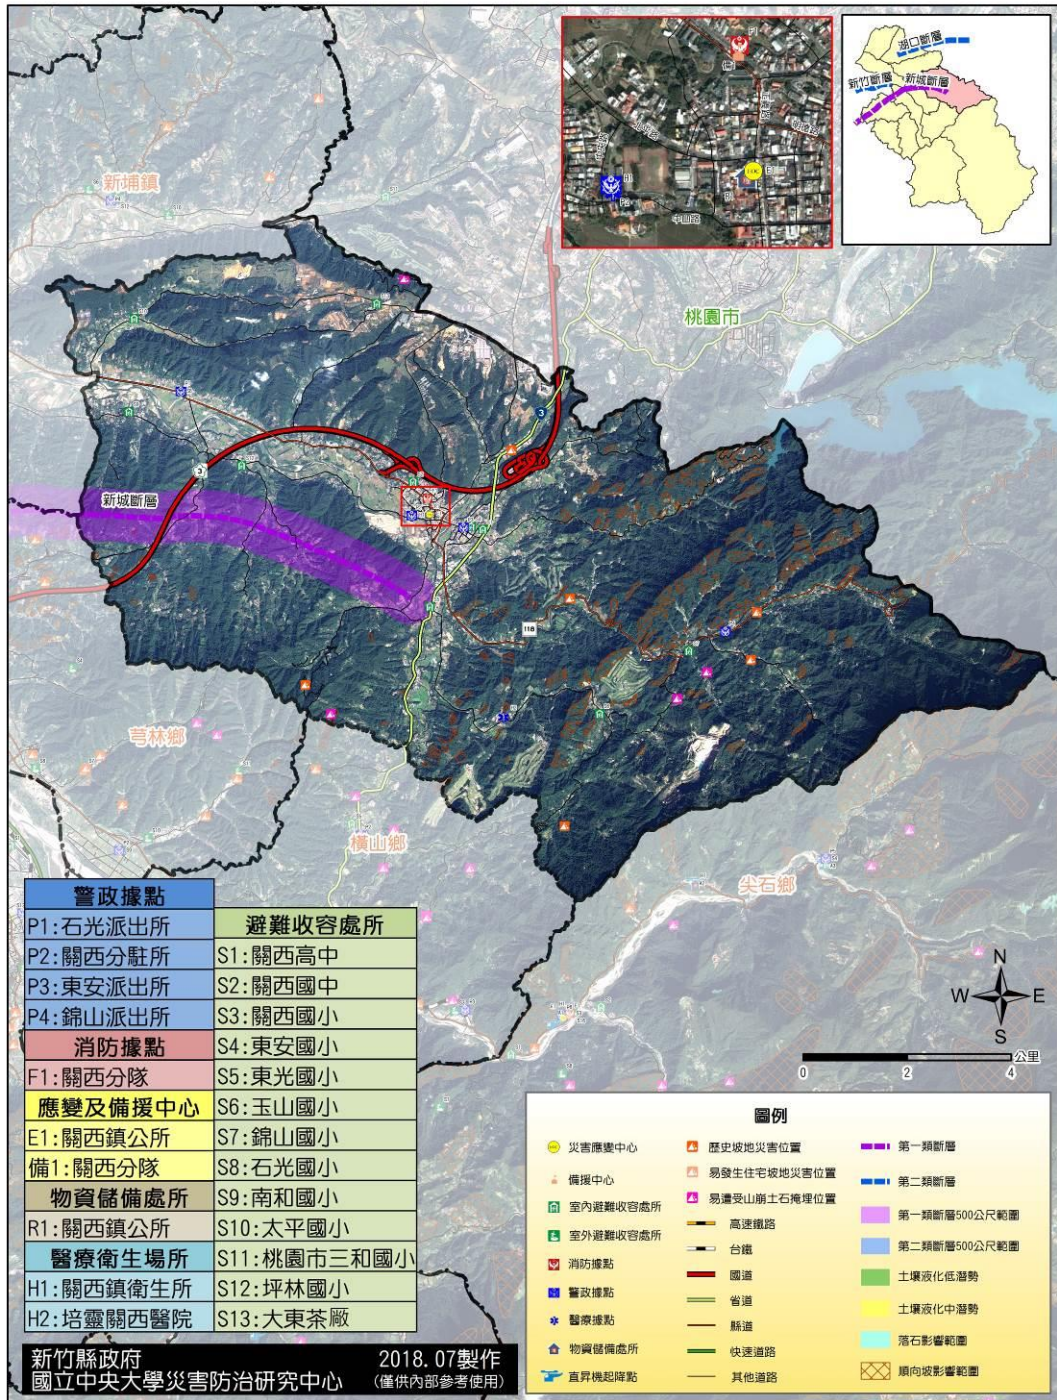 湖口斷層
新竹斷層
新城斷層
中山路
新埔鎮
桃園市
3
3
新城斷層
118
芎林鄉
橫山鄉
尖石鄉
警政據點
P1:石光派出所
P2:關西分駐所
P3:東安派出所
P4:錦山派出所
消防據點
F1:關西分隊
應變及備援中心
E1:關西鎮公所
備1:關西分隊
物資儲備處所
R1:關西鎮公所
醫療衛生場所
H1:關西鎮衛生所
H2:培靈關西醫院
避難收容處所
S1:關西高中
S2:關西國中
S3:關西國小
S4:東安國小
S5:東光國小
S6:玉山國小
S7:錦山國小
S8:石光國小
S9:南和國小
S10:太平國小
S11:桃園市三和國小
S12:坪林國小
S13:大東茶廠
新竹縣政府
國立中央大學災害防治研究中心
2018.07製作
(僅供內部參考使用)
N
W
E
S
公里
0
2
4
圖例
災害應變中心
備援中心
室內避難收容處所
室外避難收容處所
消防據點
警政據點
醫療據點
物資儲備處所
直昇機起降點
歷史坡地災害位置
易發生住宅坡地災害位置
易遭受山崩土石掩埋位置
高速鐵路
台鐵
國道
省道
縣道
快速道路
其他道路
第一類斷層
第二類斷層
第一類斷層500公尺範圍
第二類斷層500公尺範圍
土壤液化低潛勢
土壤液化中潛勢
落石影響範圍
順向坡影響範圍